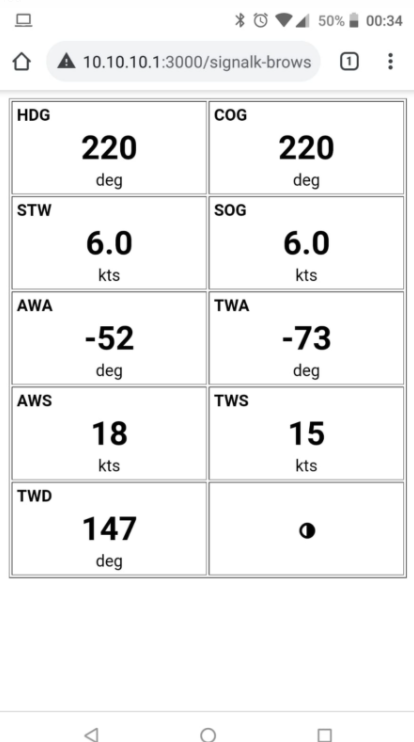 50% 00:34
10.10.10.1:3000/signalk-brows 1
HDG COG
220 220
deg deg
STW SOG
6.0 6.0
kts kts
AWA TWA
-52 -73
deg deg
AWS TWS
18 15
kts kts
TWD
147
deg